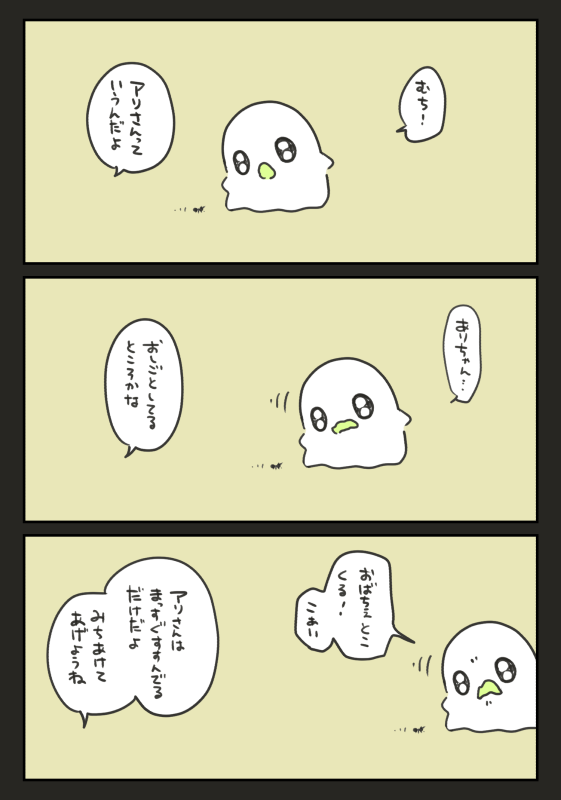 むち!
アリさんって
いうんだよ
ありちゃん…
おしごとしてる
ところかな
おばちぇとこ
くる!
こあい
アリさんは
まっすぐすすんでる
だけだよ
みちあけて
あげようね